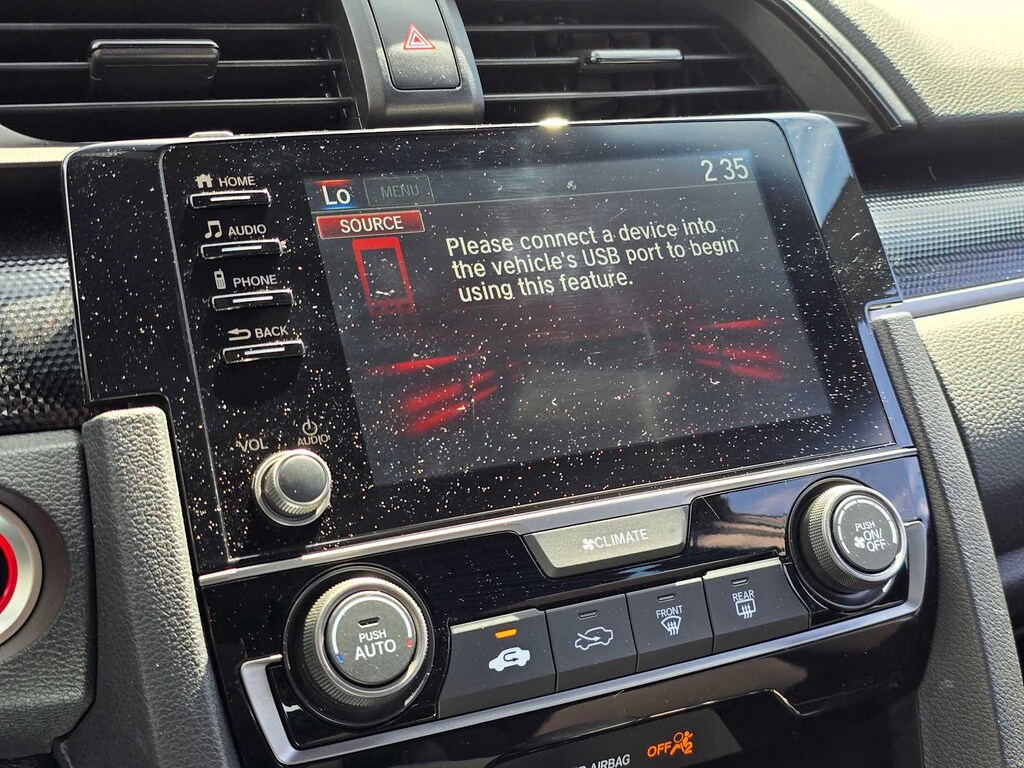 HOME
Lo MENU 2 35
AUDIO
SOURCE
Please connect a device into
the vehicle's USB port to begin
using this feature.
PHONE
BACK
VOL AUDIO
CLIMATE
PUSH
ON/
OFF
PUSH
AUTO
FRONT
REAR
AIRBAG OFF 2